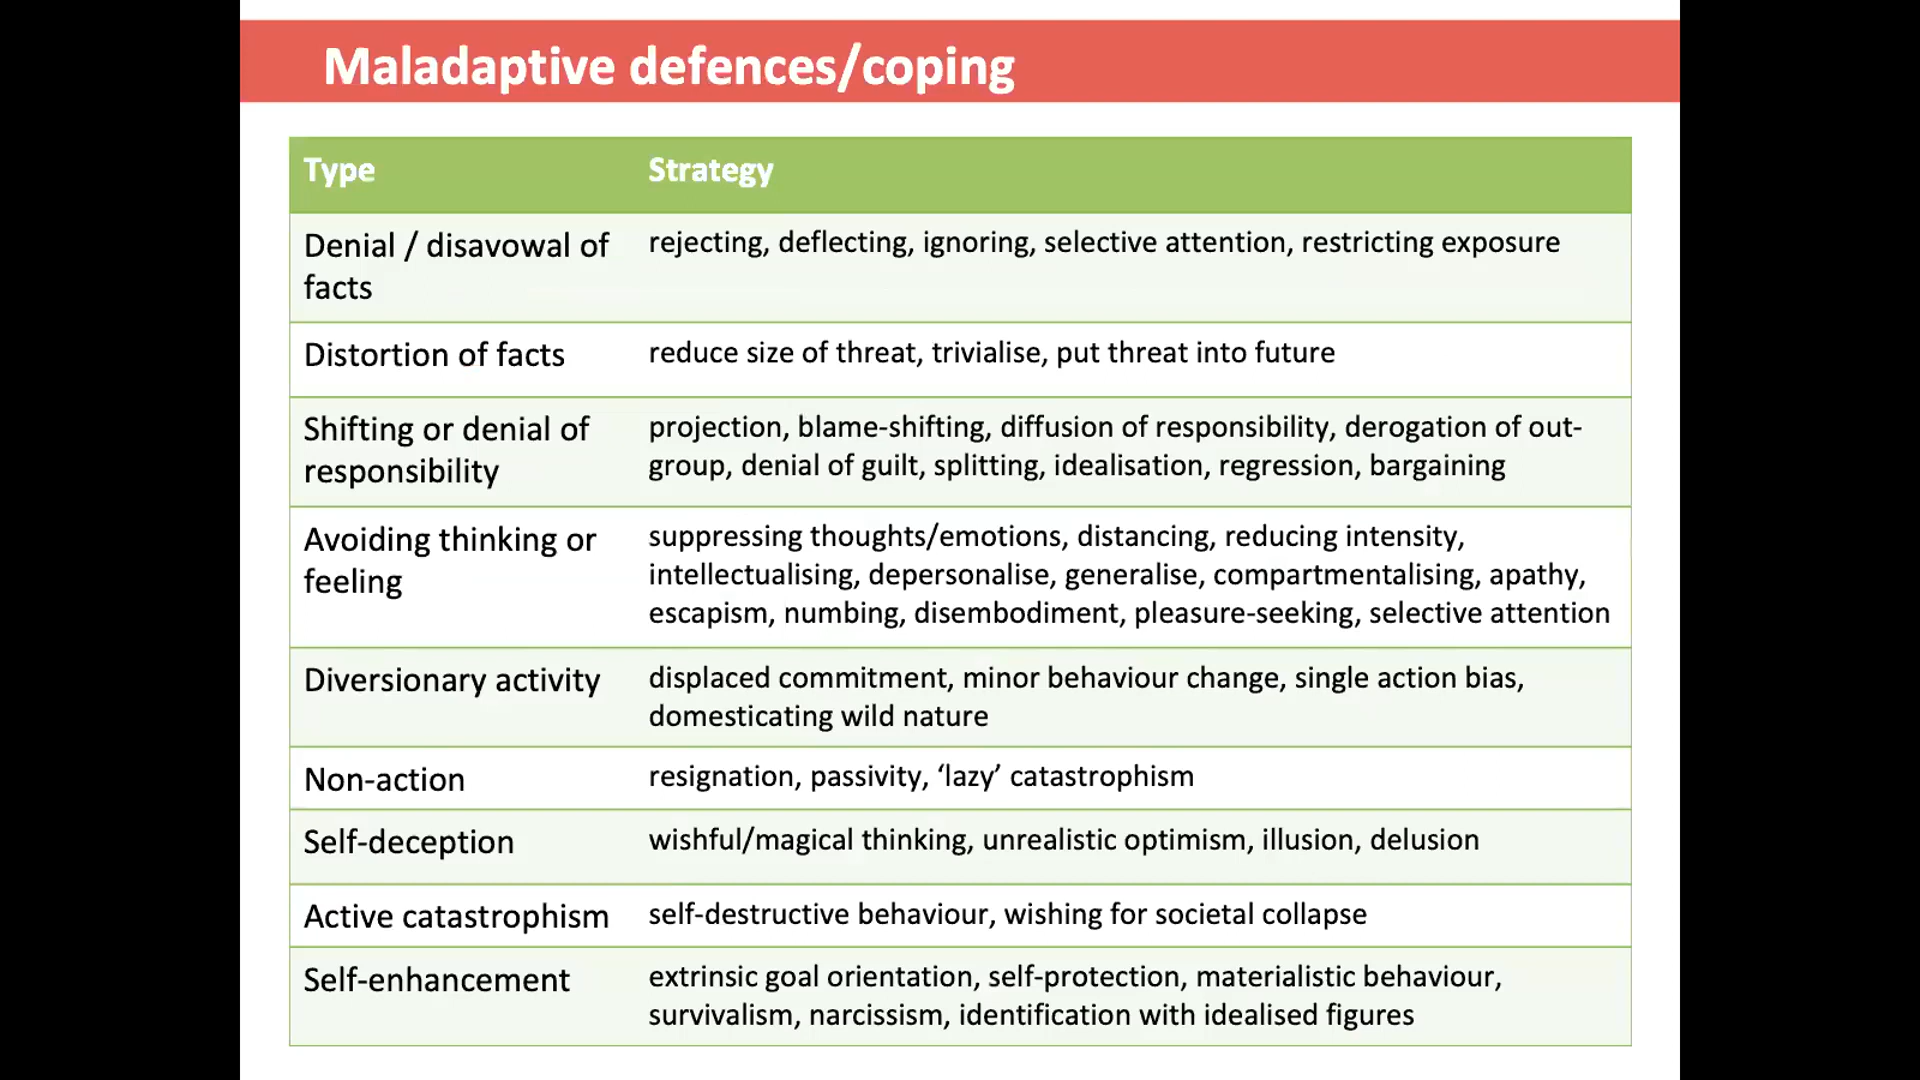 Maladaptive defences/coping
Type
Strategy
Denial / disavowal of
facts
rejecting, deflecting, ignoring, selective attention, restricting exposure
Distortion of facts
reduce size of threat, trivialise, put threat into future
Shifting or denial of
responsibility
projection, blame-shifting, diffusion of responsibility, derogation of out-
group, denial of guilt, splitting, idealisation, regression, bargaining
Avoiding thinking or
feeling
suppressing thoughts/emotions, distancing, reducing intensity,
intellectualising, depersonalise, generalise, compartmentalising, apathy,
escapism, numbing, disembodiment, pleasure-seeking, selective attention
Diversionary activity
displaced commitment, minor behaviour change, single action bias,
domesticating wild nature
Non-action
resignation, passivity, ‘lazy’ catastrophism
Self-deception
wishful/magical thinking, unrealistic optimism, illusion, delusion
Active catastrophism
self-destructive behaviour, wishing for societal collapse
Self-enhancement
extrinsic goal orientation, self-protection, materialistic behaviour,
survivalism, narcissism, identification with idealised figures